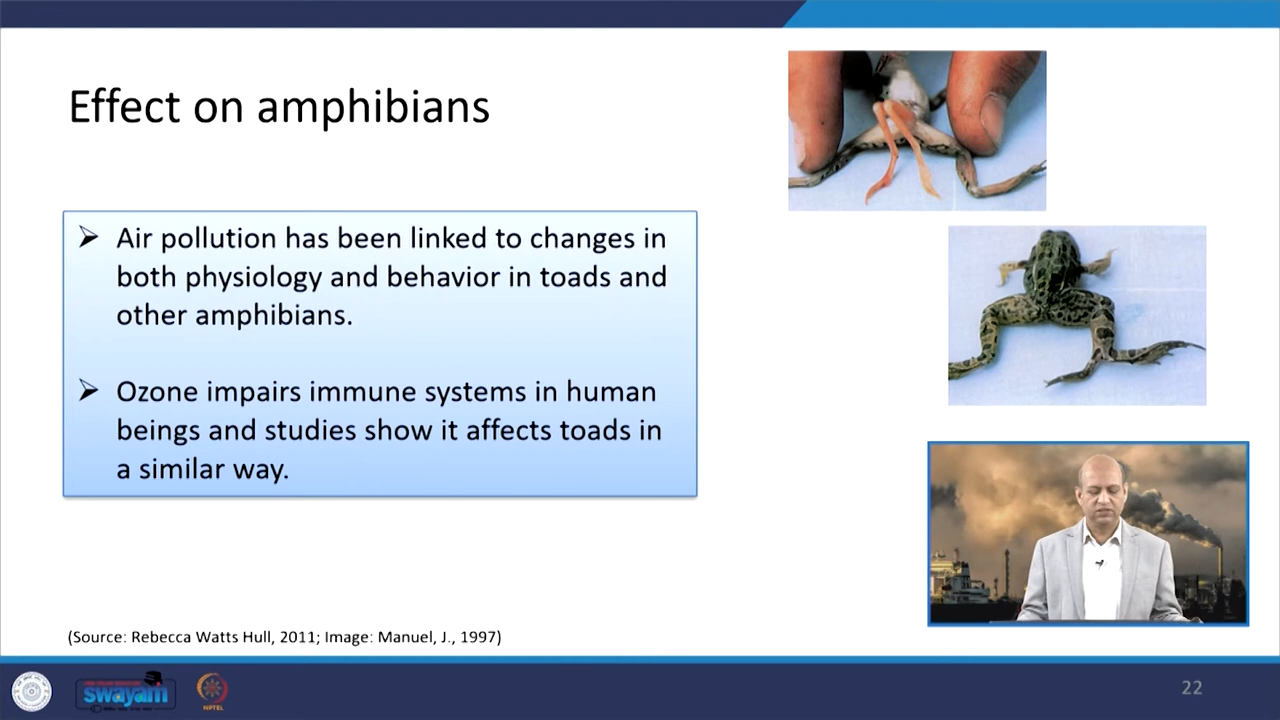 Effect on amphibians
Air pollution has been linked to changes in
both physiology and behavior in toads and
other amphibians.
Ozone impairs immune systems in human
beings and studies show it affects toads in
a similar way.
(Source: Rebecca Watts Hull, 2011; Image: Manuel, J., 1997)
swayam
NPTEL
22